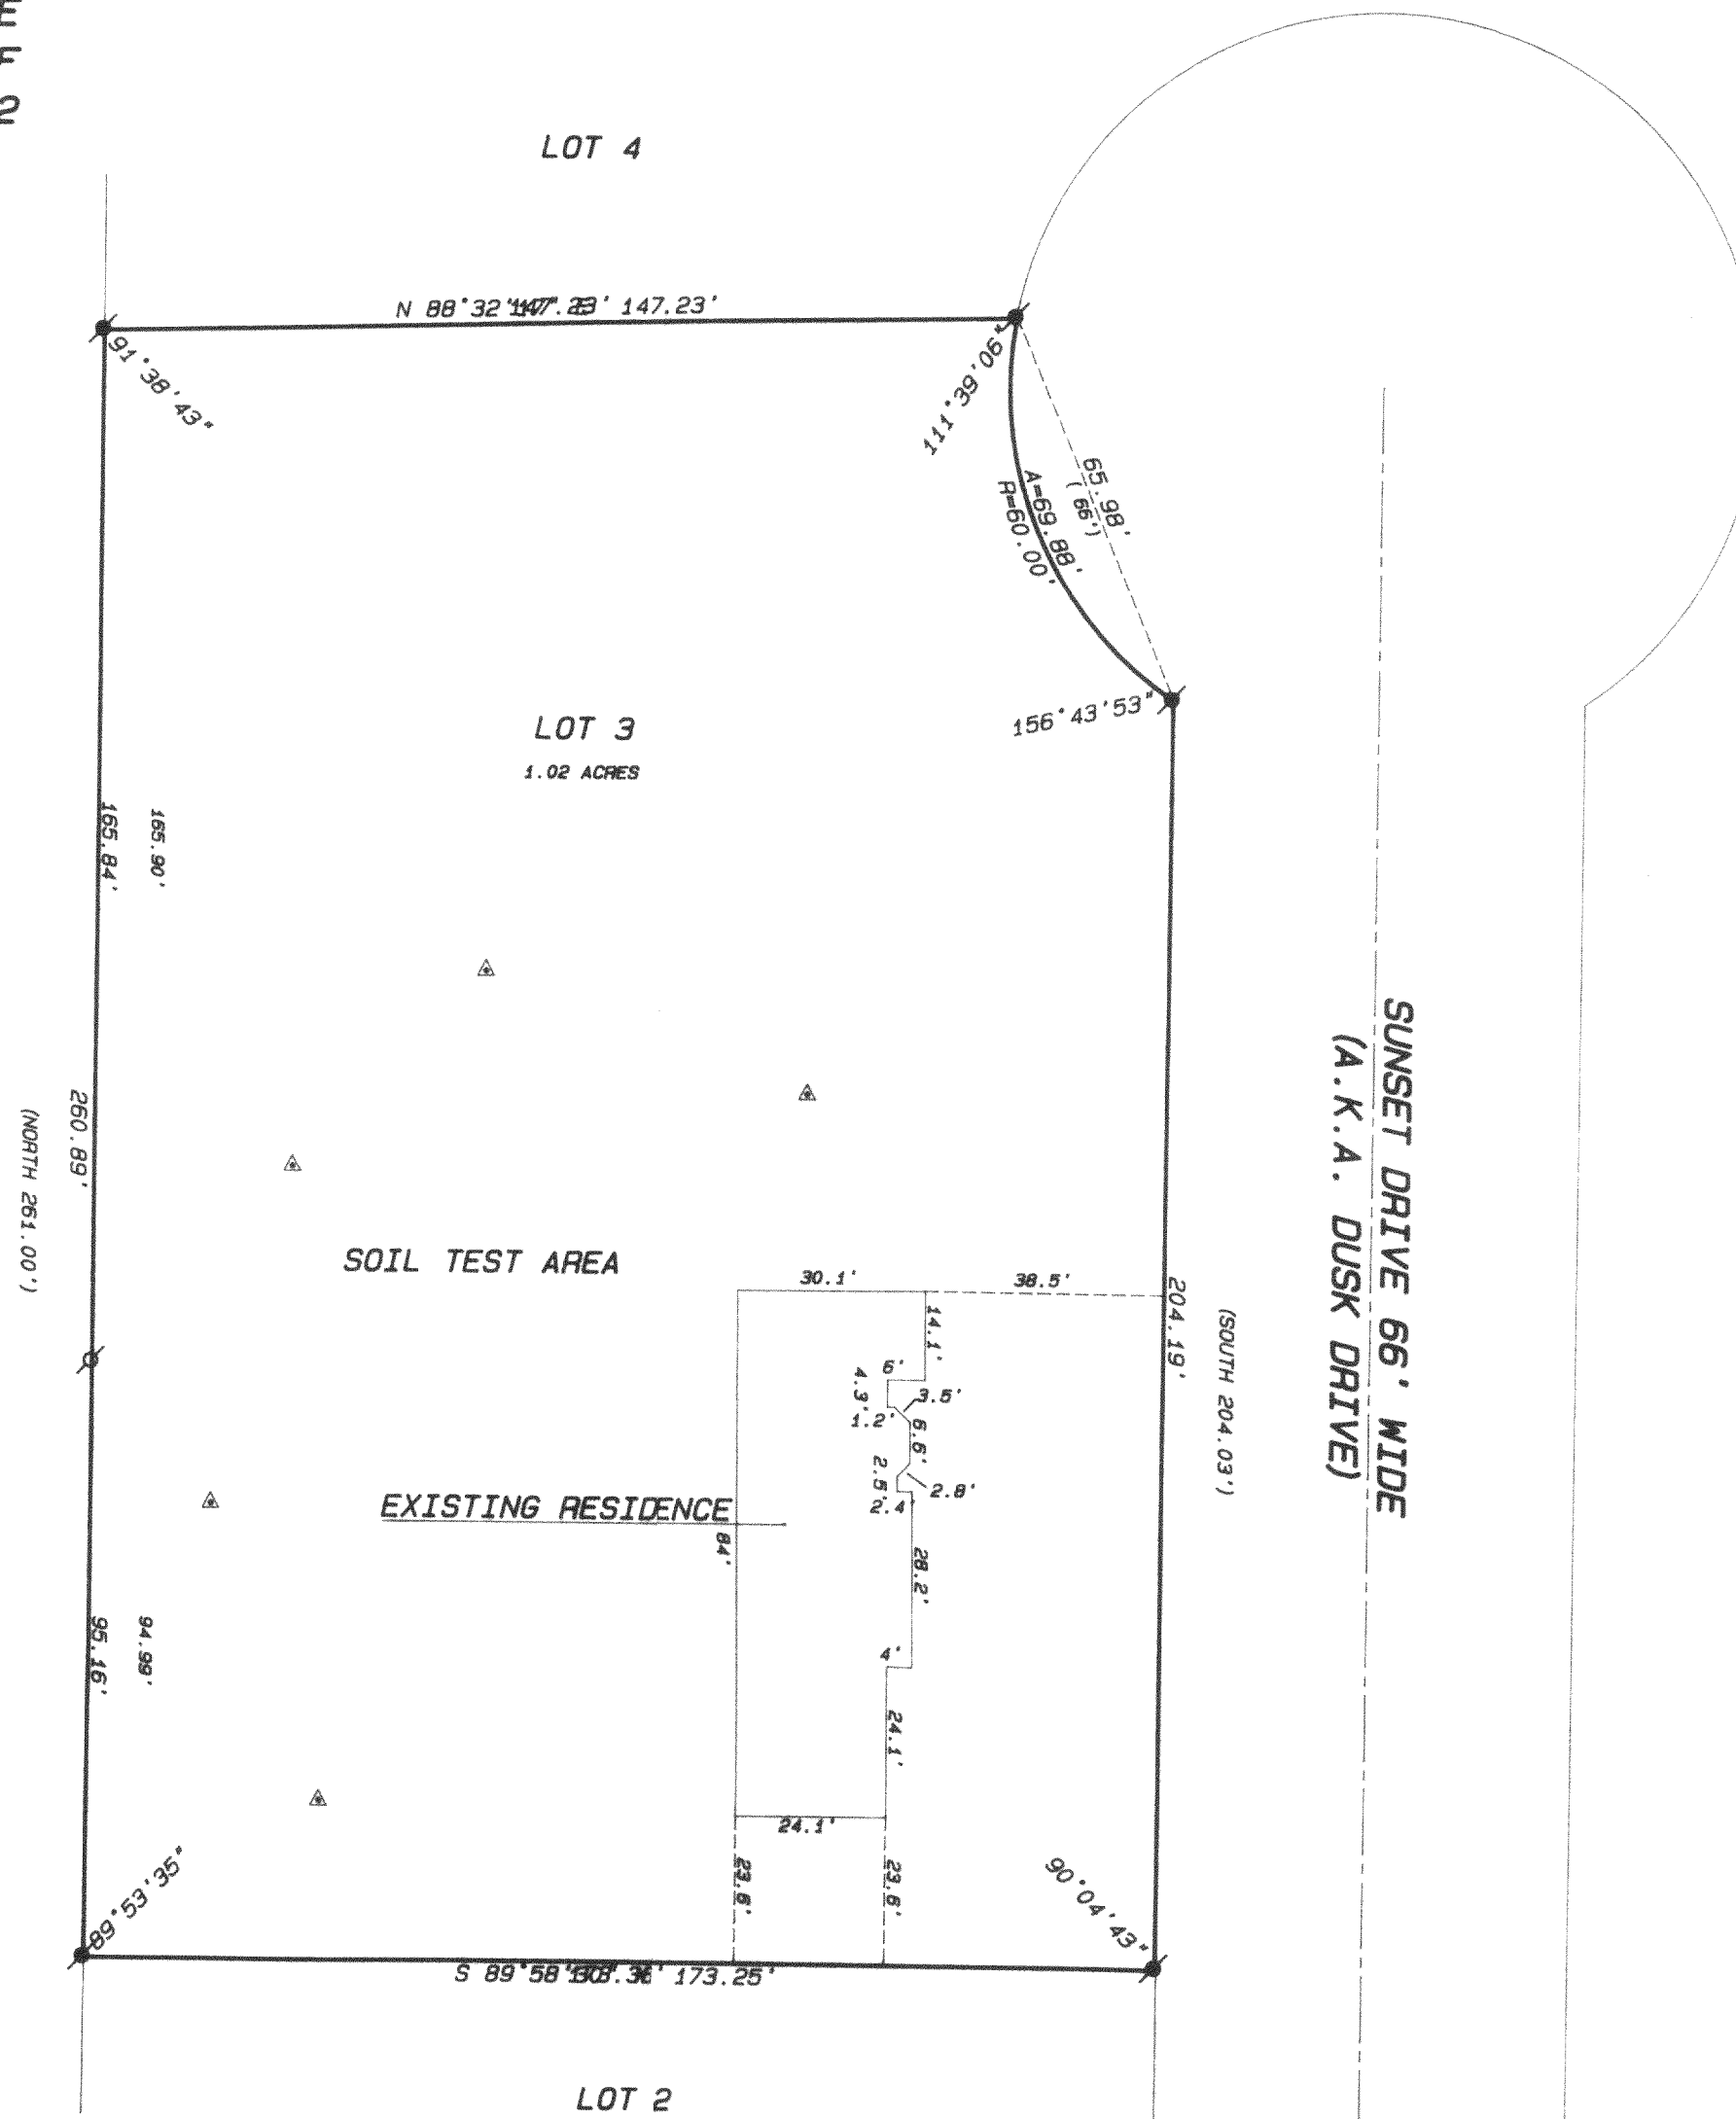 LOT 4
N 88°32' 147.23' 147.23'
91°38'43"
111°39'06"
65.98'
( 66')
A=69.88'
R=60.00'
156°43'53"
LOT 3
1.02 ACRES
165.90'
165.84'
SUNSET DRIVE 66' WIDE
(A.K.A. DUSK DRIVE)
260.89'
(NORTH 261.00')
SOIL TEST AREA
30.1'
38.5'
204.19'
(SOUTH 204.03')
14.1'
6'
4.3'
3.5'
1.2'
6.6'
2.5'
2.8'
2.4'
EXISTING RESIDENCE
84'
28.2'
4'
94.99'
95.16'
24.1'
24.1'
23.6'
23.6'
89°53'35"
90°04'43"
S 89°58' 173.25'
LOT 2